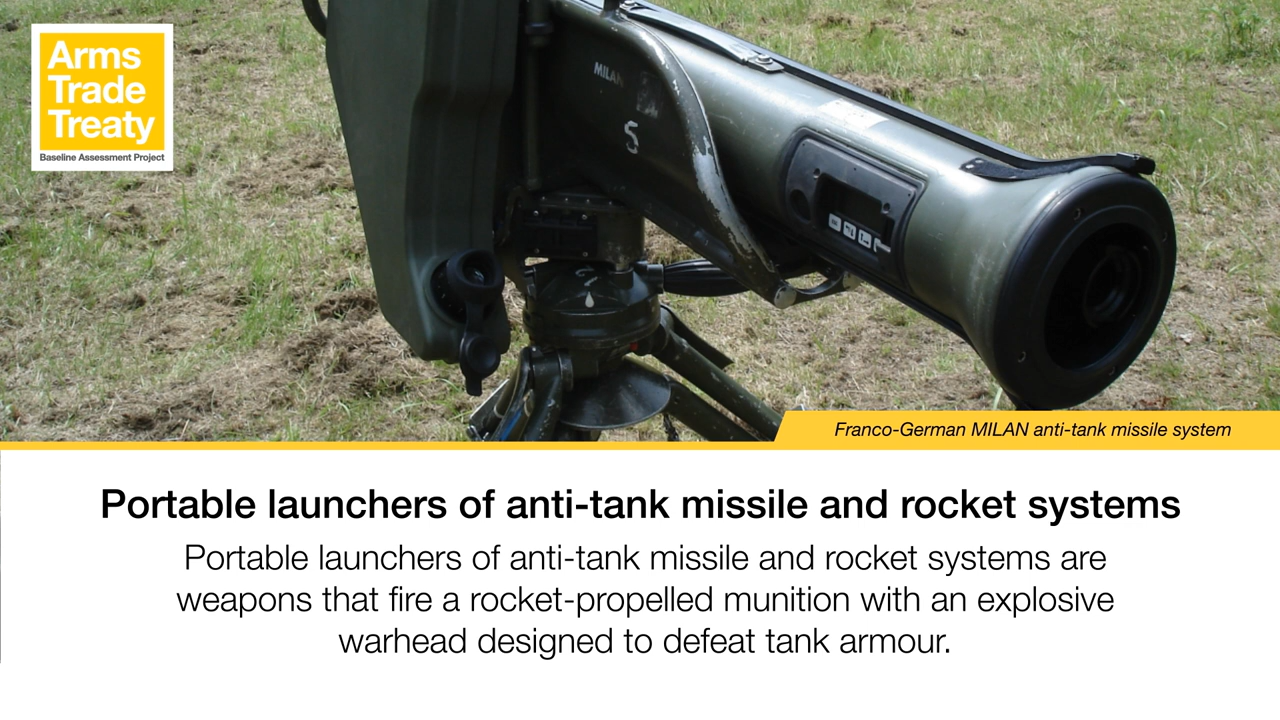 Arms
Trade
Treaty
Baseline Assessment Project
MILAN
5
Franco-German MILAN anti-tank missile system
Portable launchers of anti-tank missile and rocket systems
Portable launchers of anti-tank missile and rocket systems are
weapons that fire a rocket-propelled munition with an explosive
warhead designed to defeat tank armour.